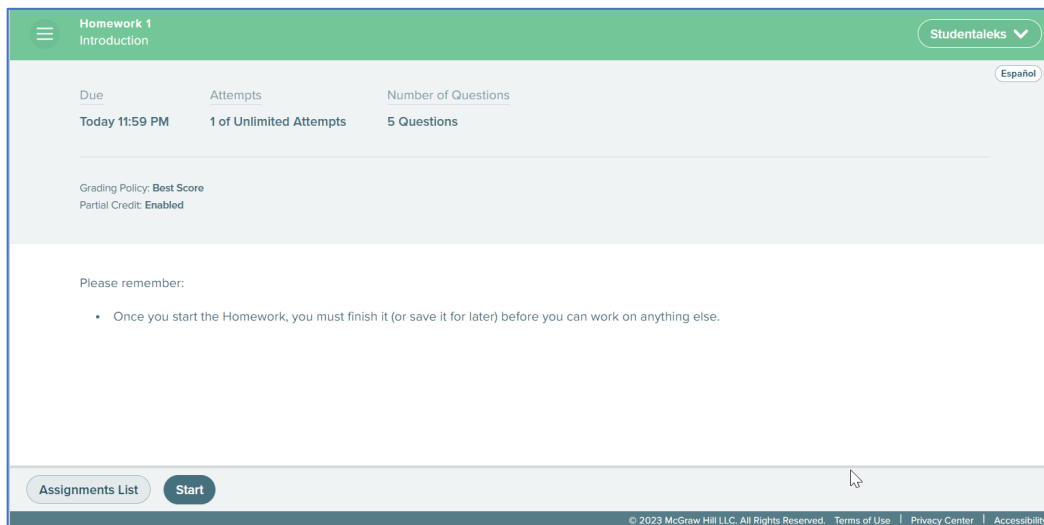 Homework 1
Introduction
Studentaleks
Español
Due
Attempts
Number of Questions
Today 11:59 PM
1 of Unlimited Attempts
5 Questions
Grading Policy: Best Score
Partial Credit: Enabled
Please remember:
• Once you start the Homework, you must finish it (or save it for later) before you can work on anything else.
Assignments List
Start
© 2023 McGraw Hill LLC. All Rights Reserved. Terms of Use | Privacy Center | Accessibility